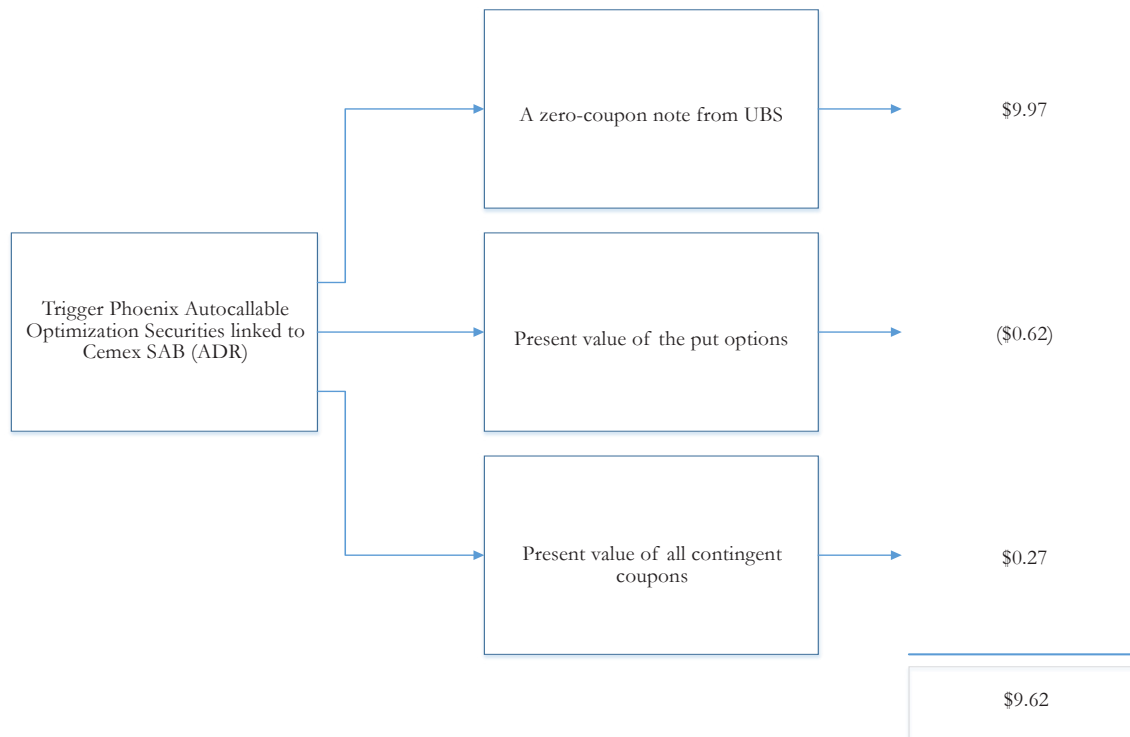 A zero-coupon note from UBS
$9.97
Trigger Phoenix Autocallable
Optimization Securities linked to
Cemex SAB (ADR)
Present value of the put options
($0.62)
Present value of all contingent
coupons
$0.27
$9.62